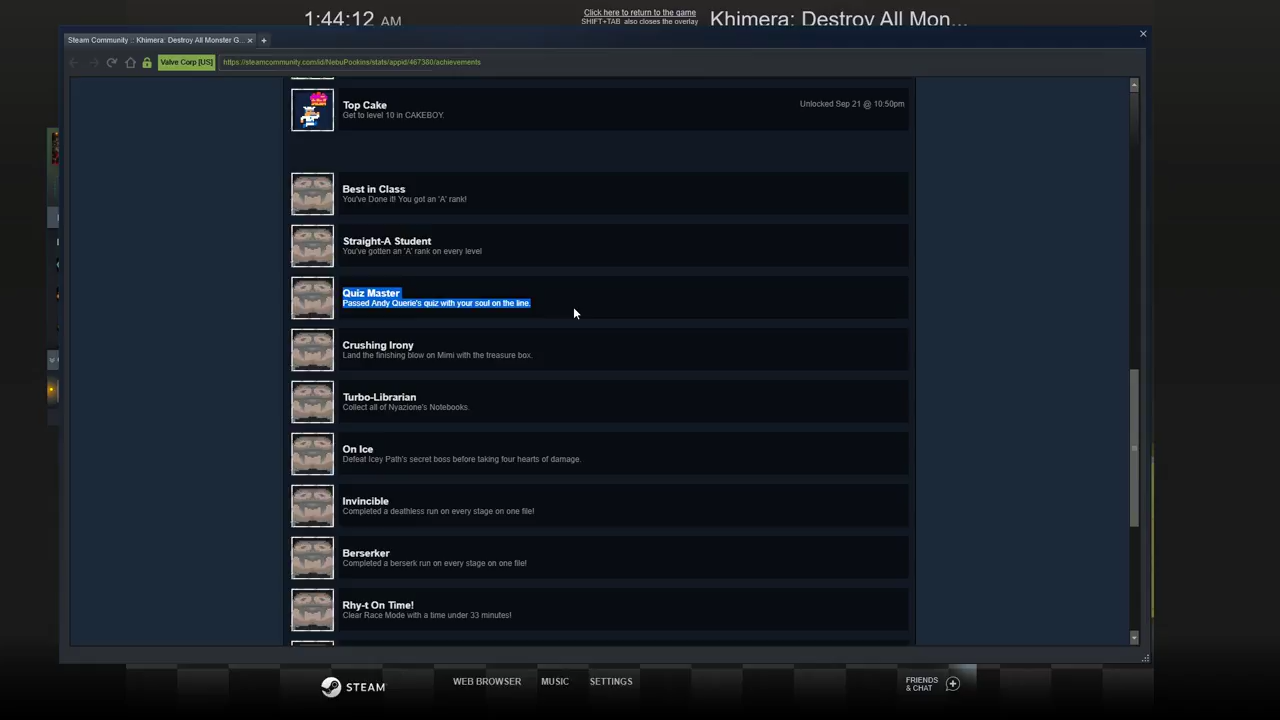 1:44:12 AM
Click here to return to the game
SHIFT+TAB also closes the overlay
Khimera: Destroy All Mon...
Steam Community :: Khimera: Destroy All Monster G...
Valve Corp [US]
https://steamcommunity.com/id/NebuPookins/stats/appid/467380/achievements
Top Cake
Unlocked Sep 21 @ 10:50pm
Get to level 10 in CAKEBOY.
Best in Class
You've Done it! You got an 'A' rank!
Straight-A Student
You've gotten an 'A' rank on every level
Quiz Master
Passed Andy Querie's quiz with your soul on the line.
Crushing Irony
Land the finishing blow on Mimi with the treasure box.
Turbo-Librarian
Collect all of Nyazione's Notebooks.
On Ice
Defeat Icey Path's secret boss before taking four hearts of damage.
Invincible
Completed a deathless run on every stage on one file!
Berserker
Completed a berserk run on every stage on one file!
Rhy-t On Time!
Clear Race Mode with a time under 33 minutes!
STEAM
WEB BROWSER
MUSIC
SETTINGS
FRIENDS
& CHAT